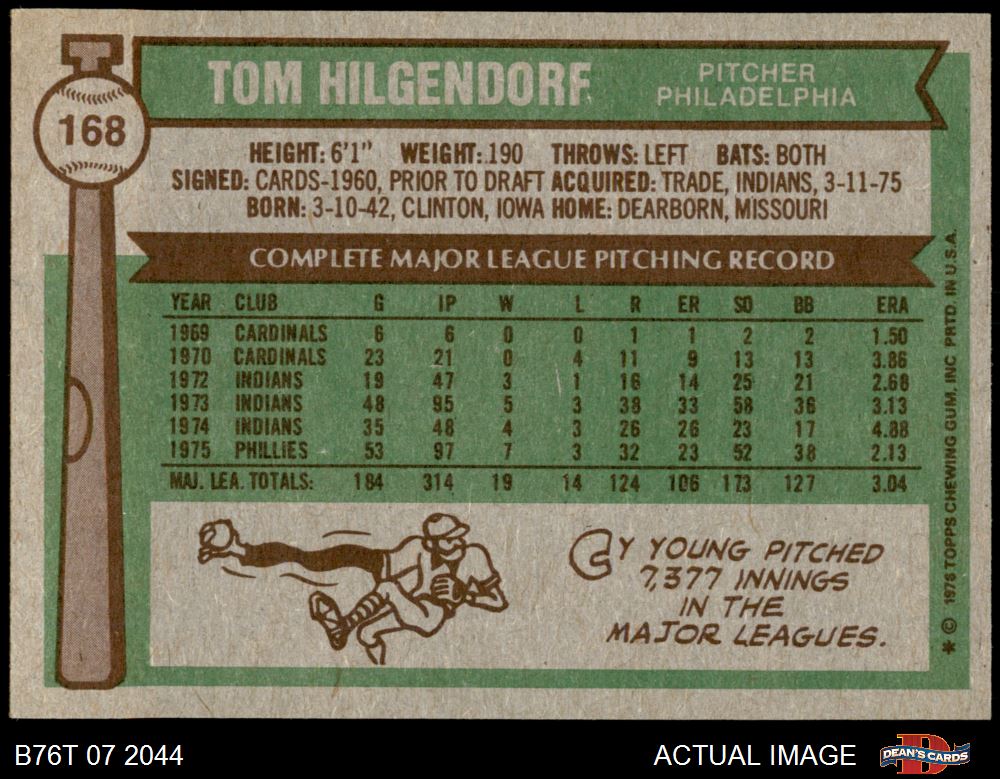 TOM HILGENDORF
PITCHER
PHILADELPHIA
168
HEIGHT: 6'1" WEIGHT: 190 THROWS: LEFT BATS: BOTH
SIGNED: CARDS-1960, PRIOR TO DRAFT ACQUIRED: TRADE, INDIANS, 3-11-75
BORN: 3-10-42, CLINTON, IOWA HOME: DEARBORN, MISSOURI
COMPLETE MAJOR LEAGUE PITCHING RECORD
YEAR CLUB G IP W L R ER SO BB ERA
1969 CARDINALS 6 6 0 0 1 1 2 2 1.50
1970 CARDINALS 23 21 0 4 11 9 13 13 3.86
1972 INDIANS 19 47 3 1 16 14 25 21 2.68
1973 INDIANS 48 95 5 3 38 33 58 36 3.13
1974 INDIANS 35 48 4 3 26 26 23 17 4.88
1975 PHILLIES 53 97 7 3 32 23 52 38 2.13
MAJ. LEA. TOTALS: 184 314 19 14 124 106 173 127 3.04
CY YOUNG PITCHED
7,377 INNINGS
IN THE
MAJOR LEAGUES.
* © 1976 TOPPS CHEWING GUM, INC PRTD. IN U.S.A.
B76T 07 2044
ACTUAL IMAGE
DEAN'S CARDS